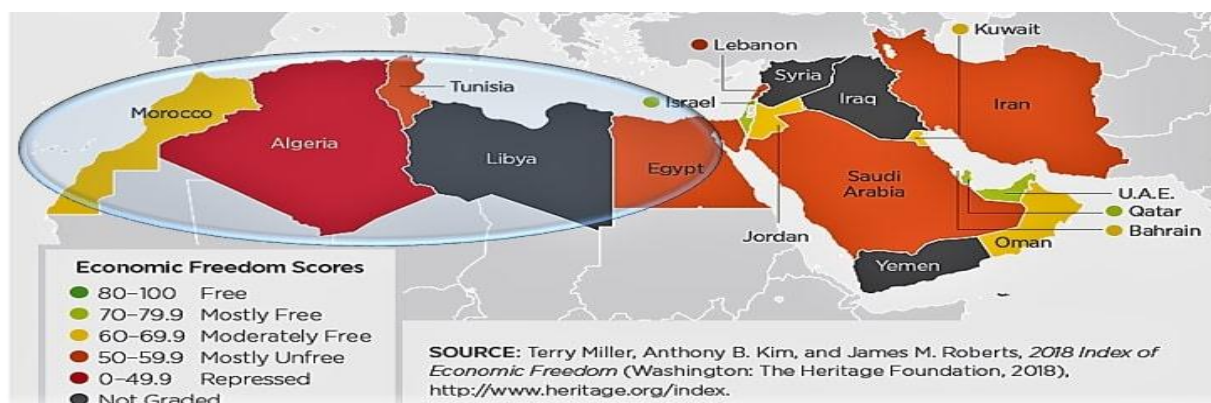 Kuwait
Lebanon
Syria
Tunisia
Morocco
Israel
Iraq
Iran
Algeria
Libya
Egypt
Saudi
Arabia
U.A.E.
Qatar
Jordan
Oman
Bahrain
Yemen
Economic Freedom Scores
80–100 Free
70–79.9 Mostly Free
60–69.9 Moderately Free
50–59.9 Mostly Unfree
0–49.9 Repressed
Not Graded
SOURCE: Terry Miller, Anthony B. Kim, and James M. Roberts, 2018 Index of
Economic Freedom (Washington: The Heritage Foundation, 2018),
http://www.heritage.org/index.